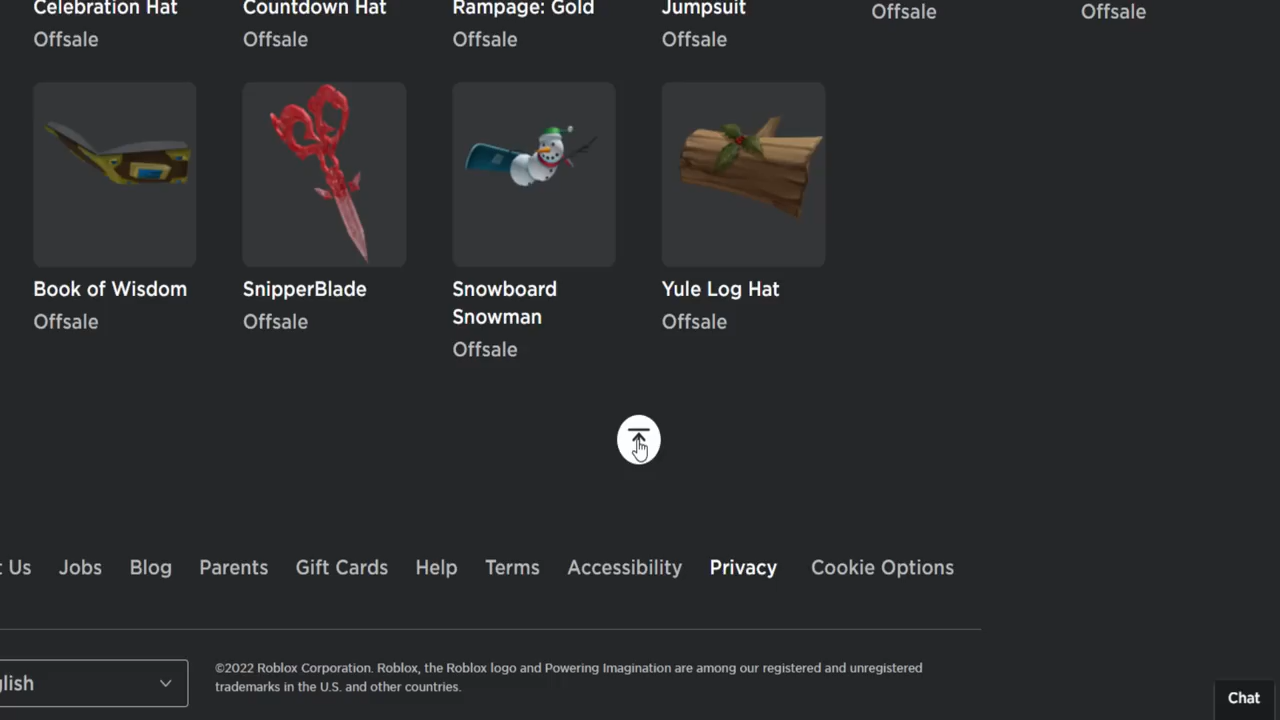 Celebration Hat
Offsale
Countdown Hat
Offsale
Rampage: Gold
Offsale
Jumpsuit
Offsale
Offsale
Offsale
Book of Wisdom
Offsale
SnipperBlade
Offsale
Snowboard
Snowman
Offsale
Yule Log Hat
Offsale
t Us Jobs Blog Parents Gift Cards Help Terms Accessibility Privacy Cookie Options
glish
©2022 Roblox Corporation. Roblox, the Roblox logo and Powering Imagination are among our registered and unregistered
trademarks in the U.S. and other countries.
Chat